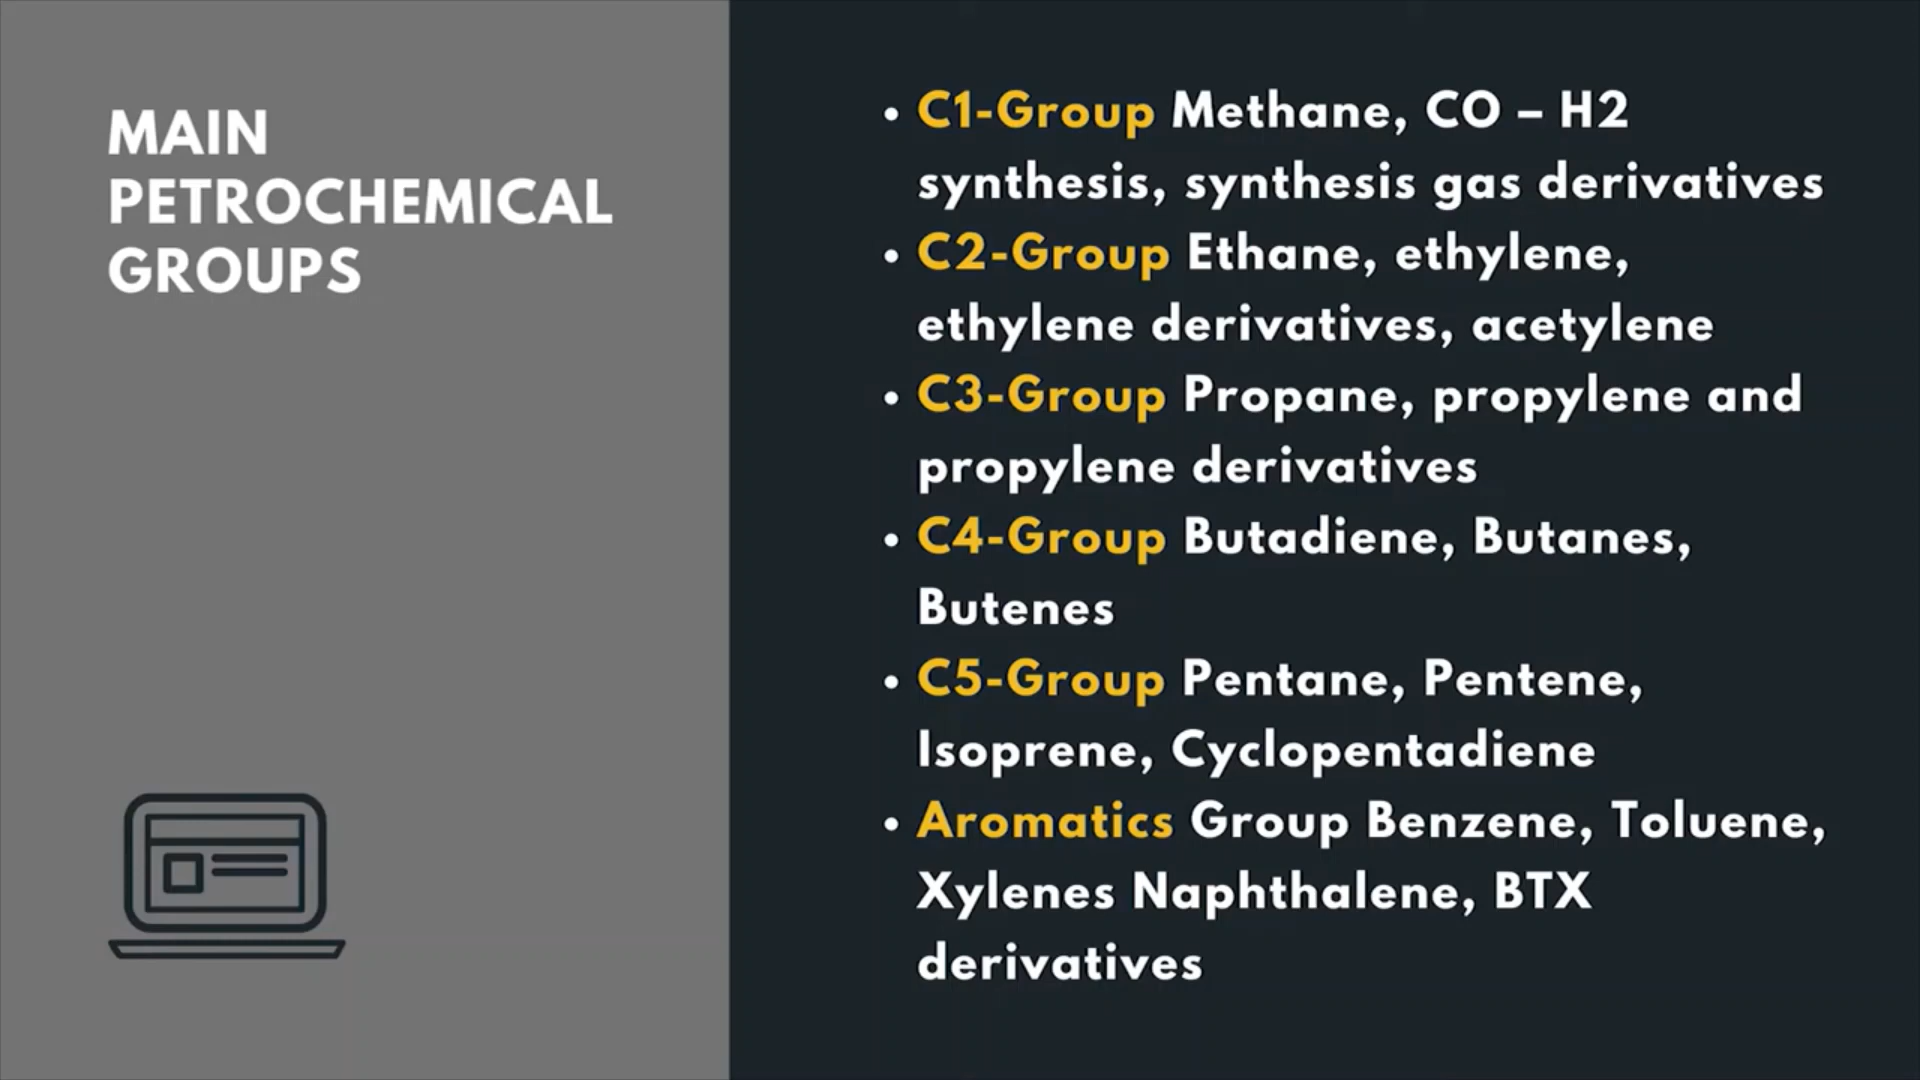 MAIN
PETROCHEMICAL
GROUPS
• C1-Group Methane, CO – H2
synthesis, synthesis gas derivatives
• C2-Group Ethane, ethylene,
ethylene derivatives, acetylene
• C3-Group Propane, propylene and
propylene derivatives
• C4-Group Butadiene, Butanes,
Butenes
• C5-Group Pentane, Pentene,
Isoprene, Cyclopentadiene
• Aromatics Group Benzene, Toluene,
Xylenes Naphthalene, BTX
derivatives